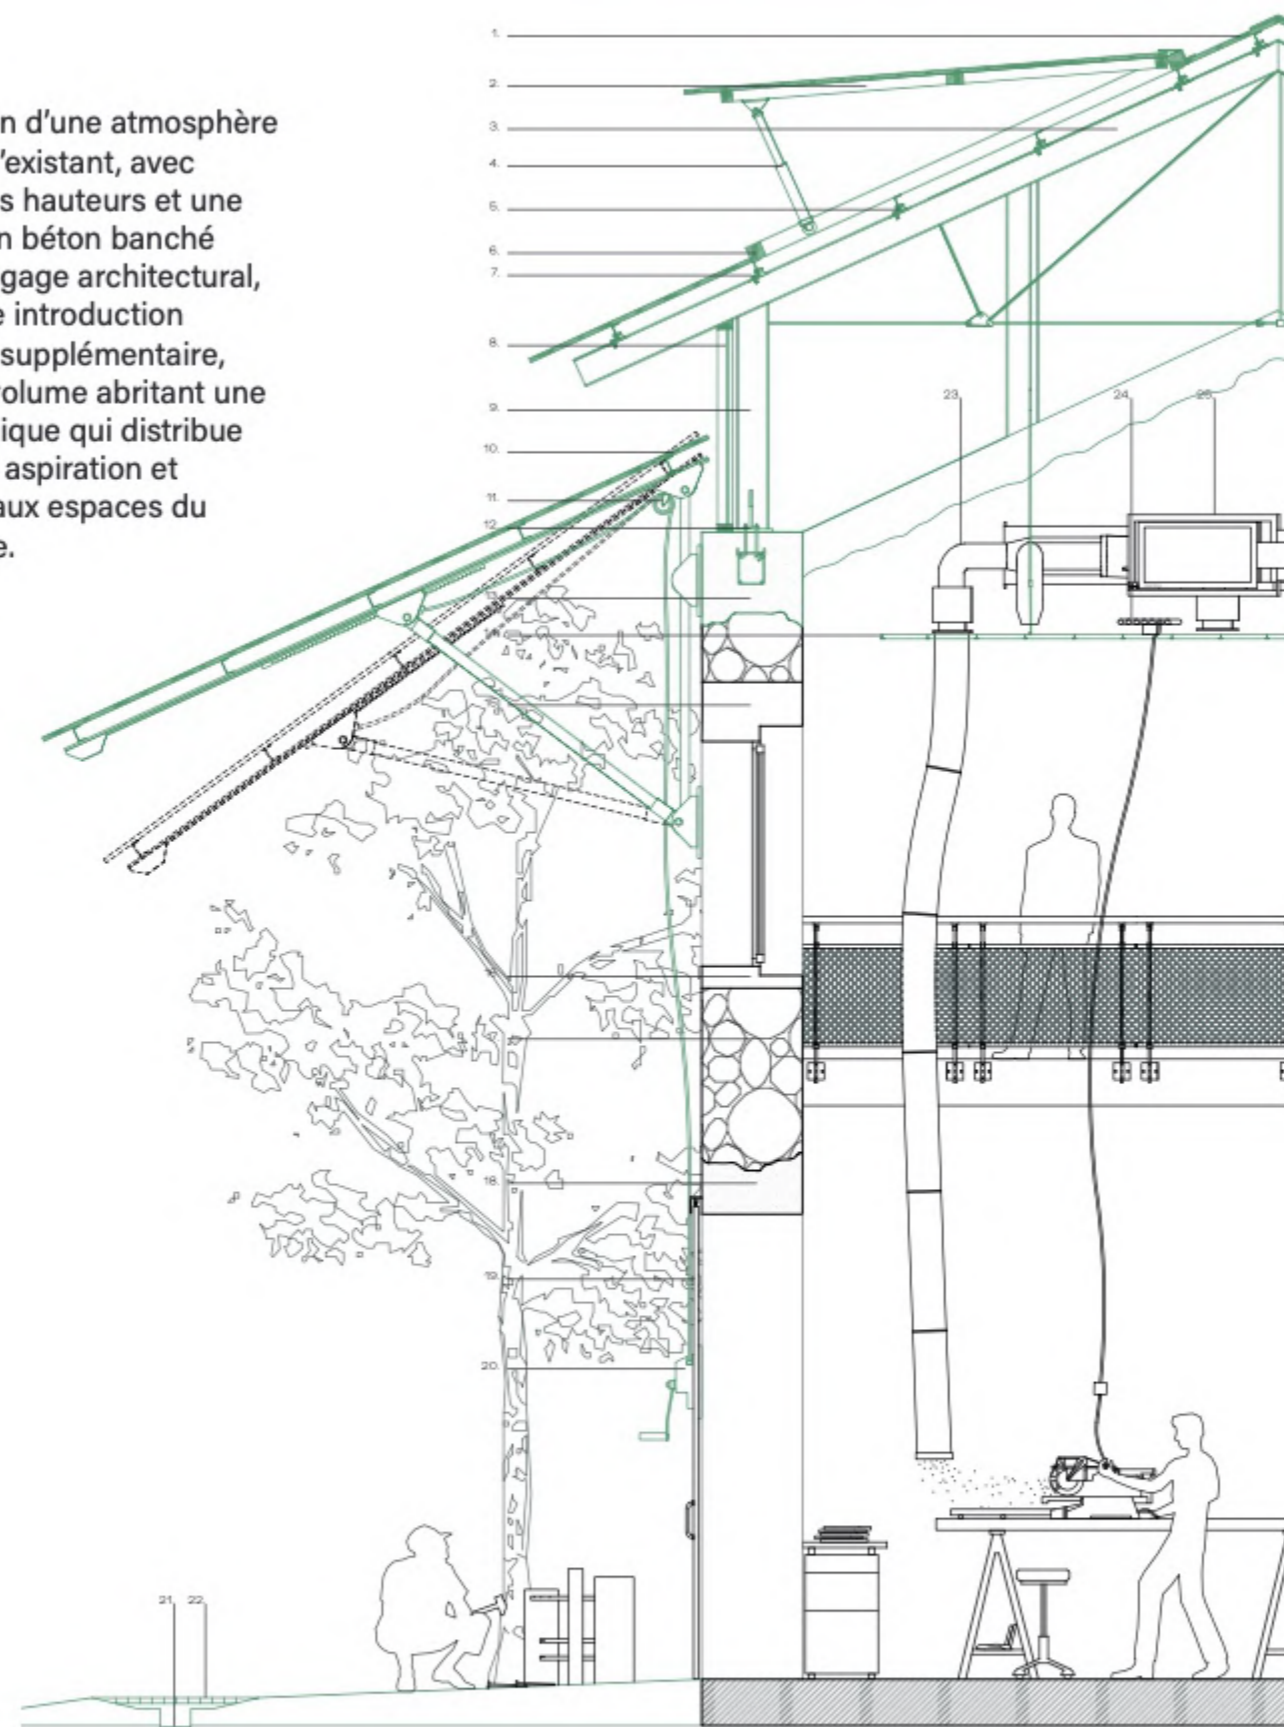 n d'une atmosphère
'existant, avec
s hauteurs et une
n béton banché
gage architectural,
e introduction
supplémentaire,
volume abritant une
ique qui distribue
aspiration et
aux espaces du
e.
1.
2.
3.
4.
5.
6.
7.
8.
9.
10.
11.
12.
18.
19.
20.
21.
22.
23.
24.
25.